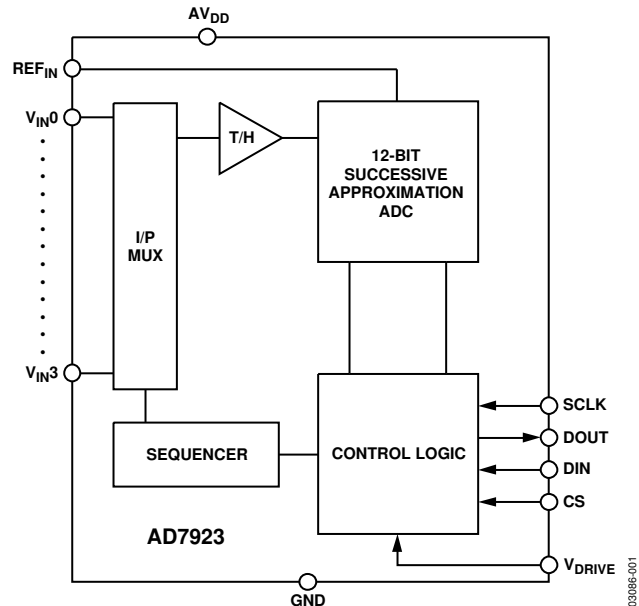 AVDD
REFIN
VIN0
T/H
12-BIT
SUCCESSIVE
APPROXIMATION
ADC
I/P
MUX
VIN3
SCLK
DOUT
DIN
CS
SEQUENCER
CONTROL LOGIC
AD7923
VDRIVE
GND
03086-001